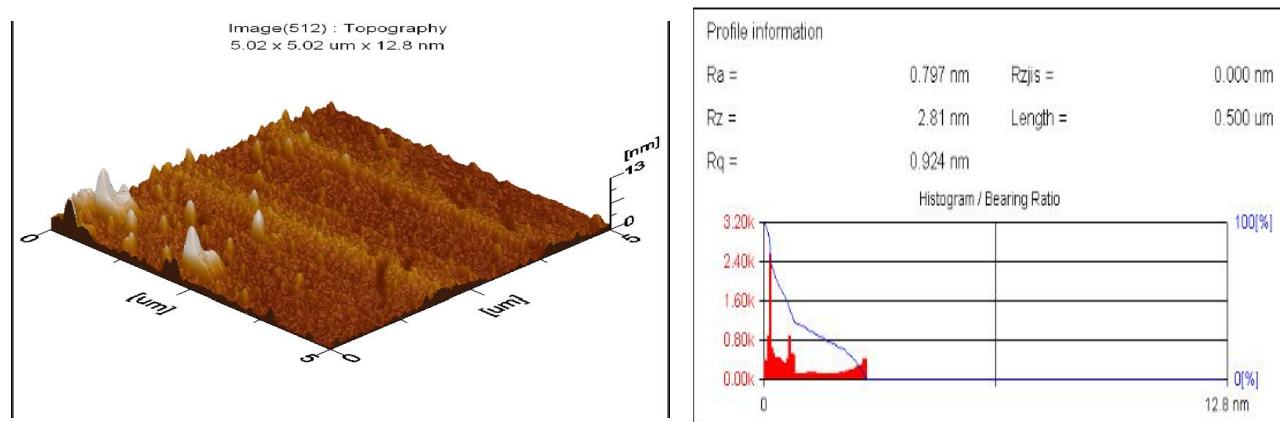 Image(512) : Topography
5.02 x 5.02 um x 12.8 nm
[nm]
13
0
0
5
[um]
[um]
5
0
Profile information
Ra = 0.797 nm Rzjis = 0.000 nm
Rz = 2.81 nm Length = 0.500 um
Rq = 0.924 nm
Histogram / Bearing Ratio
3.20k 100[%]
2.40k
1.60k
0.80k
0.00k 0[%]
0 12.8 nm